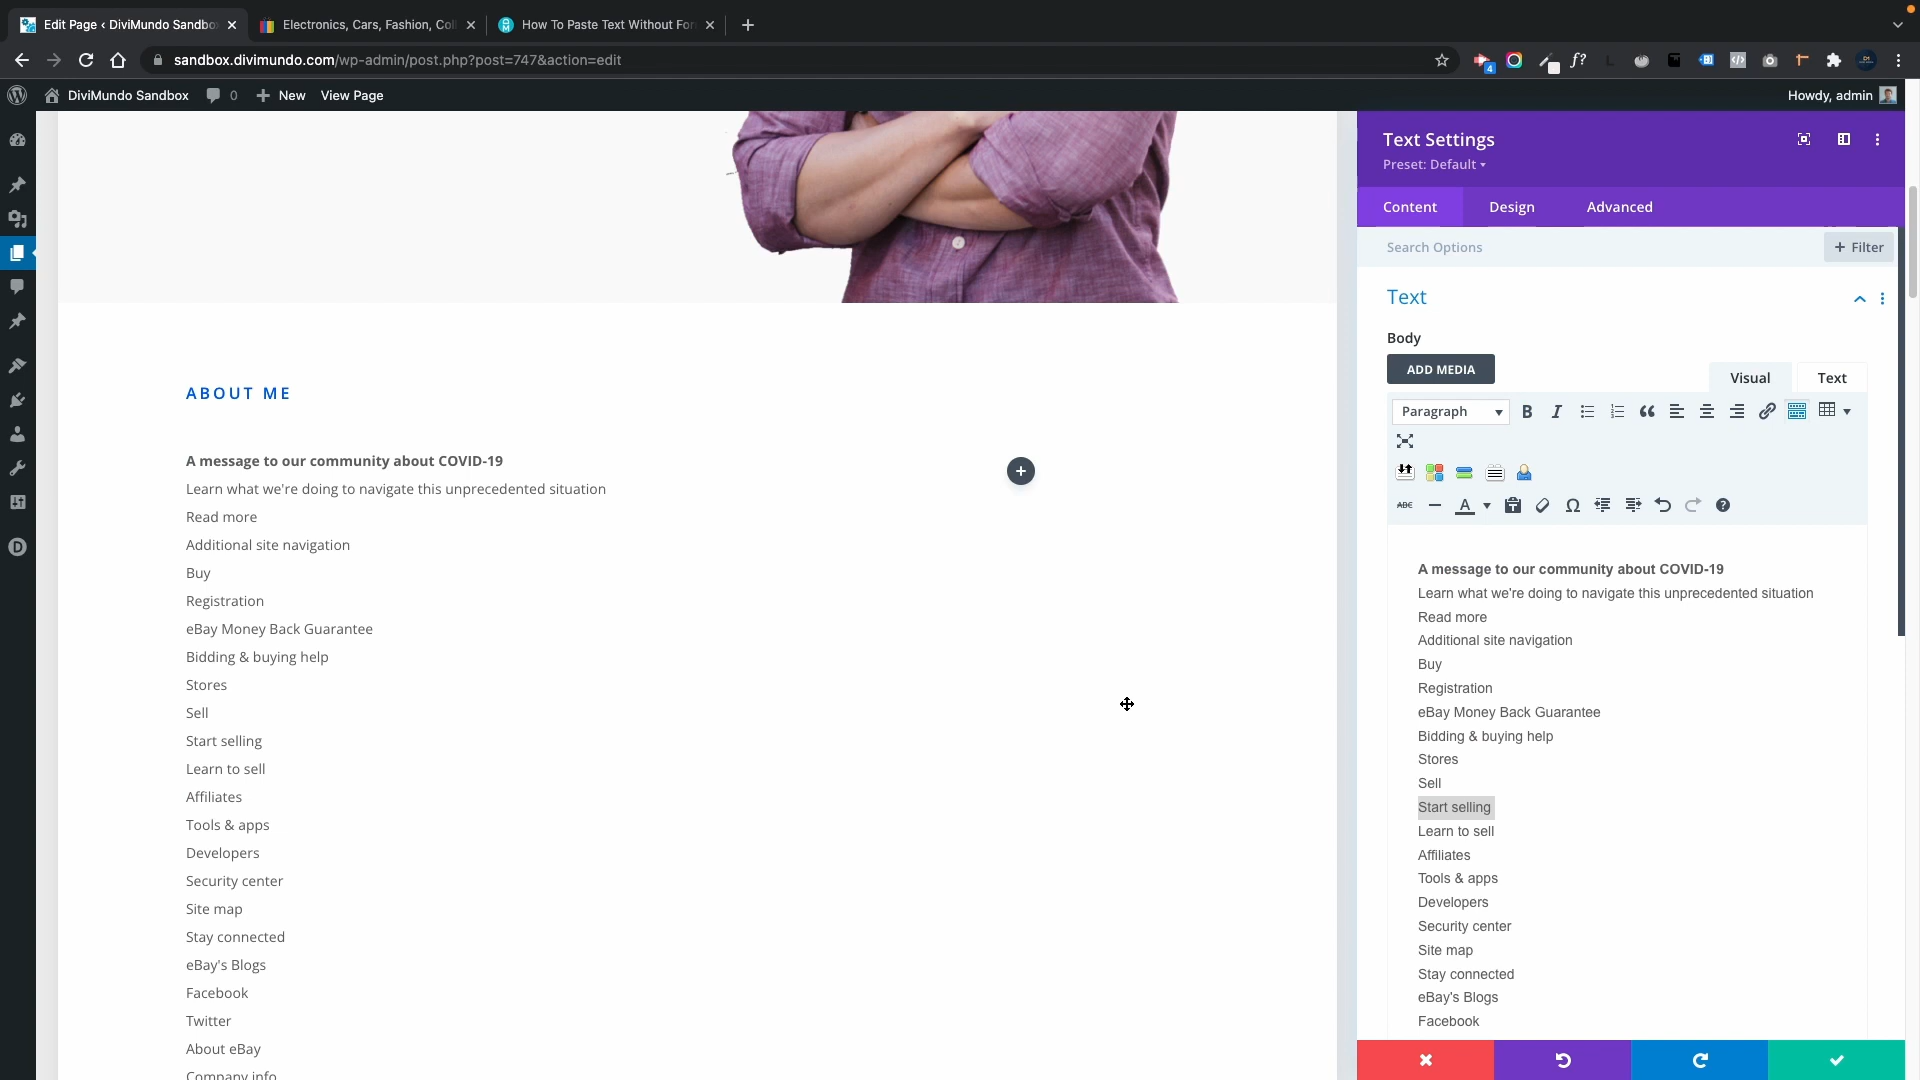 Edit Page ‹ DiviMundo Sandbo
Electronics, Cars, Fashion, Col
How To Paste Text Without For
sandbox.divimundo.com/wp-admin/post.php?post=747&action=edit
4
f?
DiviMundo Sandbox
0
New
View Page
Howdy, admin
Text Settings
Preset: Default
Content
Design
Advanced
Search Options
+ Filter
Text
Body
ADD MEDIA
Visual
Text
Paragraph
B
I
ABC
A
Ω
ABOUT ME
A message to our community about COVID-19
Learn what we're doing to navigate this unprecedented situation
Read more
Additional site navigation
Buy
Registration
eBay Money Back Guarantee
Bidding & buying help
Stores
Sell
Start selling
Learn to sell
Affiliates
Tools & apps
Developers
Security center
Site map
Stay connected
eBay's Blogs
Facebook
Twitter
About eBay
Company info
A message to our community about COVID-19
Learn what we're doing to navigate this unprecedented situation
Read more
Additional site navigation
Buy
Registration
eBay Money Back Guarantee
Bidding & buying help
Stores
Sell
Start selling
Learn to sell
Affiliates
Tools & apps
Developers
Security center
Site map
Stay connected
eBay's Blogs
Facebook